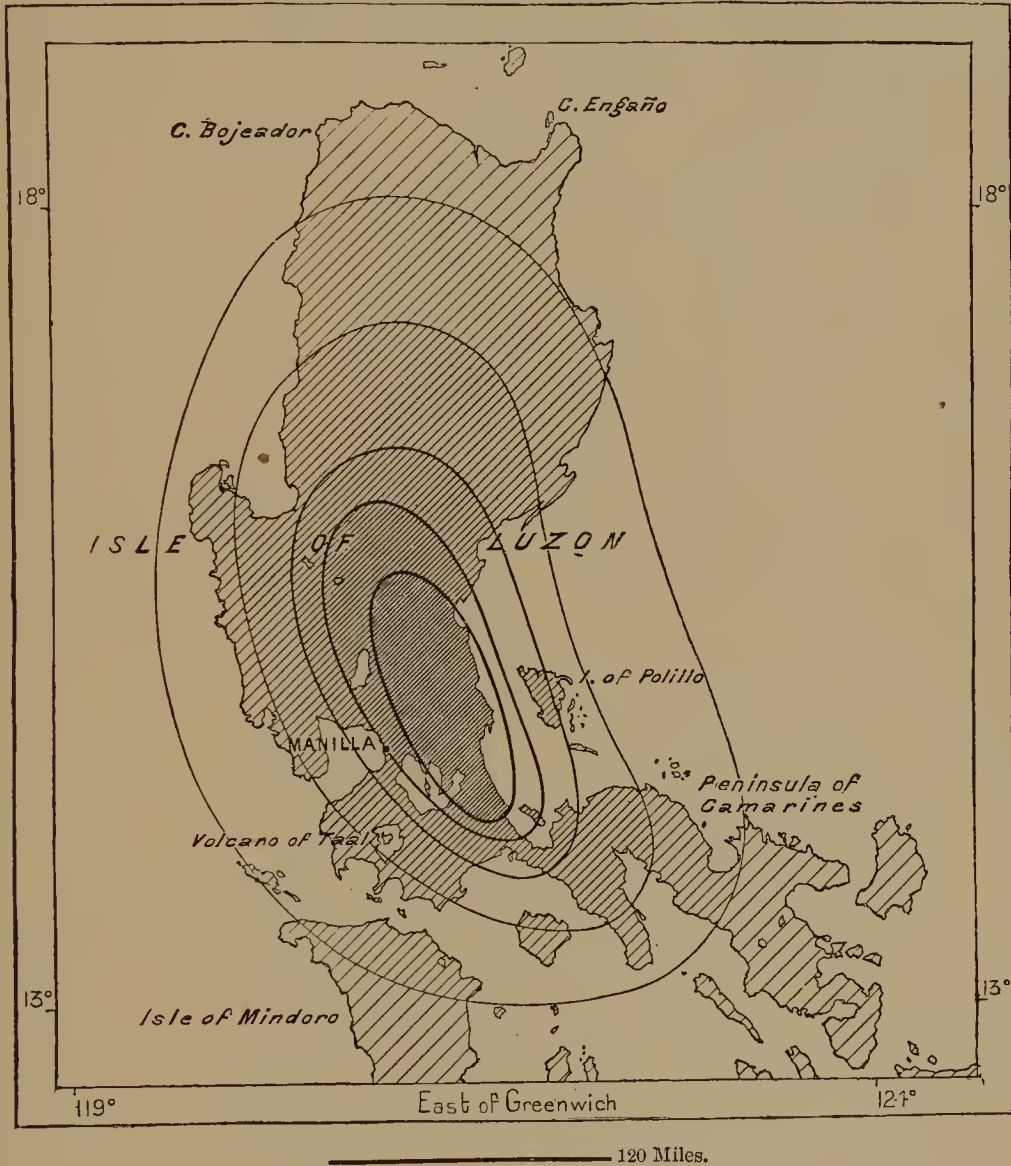 C. Engaño
C. Bojeador
18°
18°
ISLE OF LUZON
I. of Polillo
MANILLA
Peninsula of
Camarines
Volcano of Taal
13°
13°
Isle of Mindoro
119°
East of Greenwich
120 Miles.